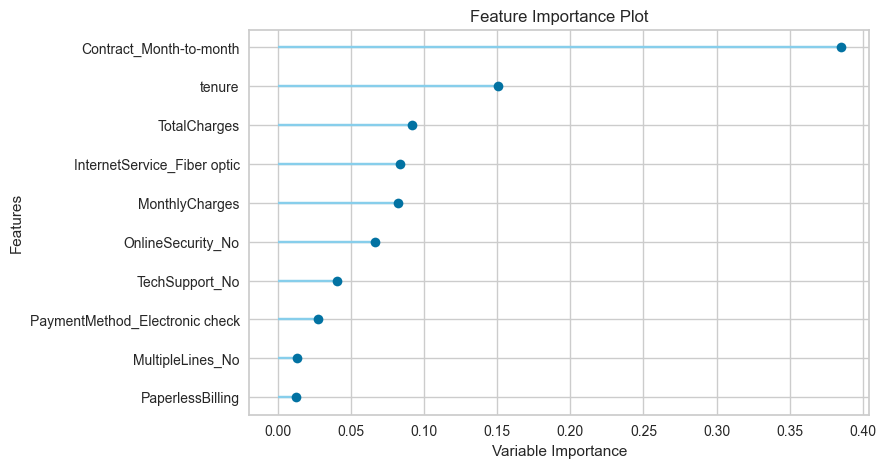 Feature Importance Plot
Contract_Month-to-month
tenure
TotalCharges
InternetService_Fiber optic
MonthlyCharges
OnlineSecurity_No
TechSupport_No
PaymentMethod_Electronic check
MultipleLines_No
PaperlessBilling
Features
0.00 0.05 0.10 0.15 0.20 0.25 0.30 0.35 0.40
Variable Importance